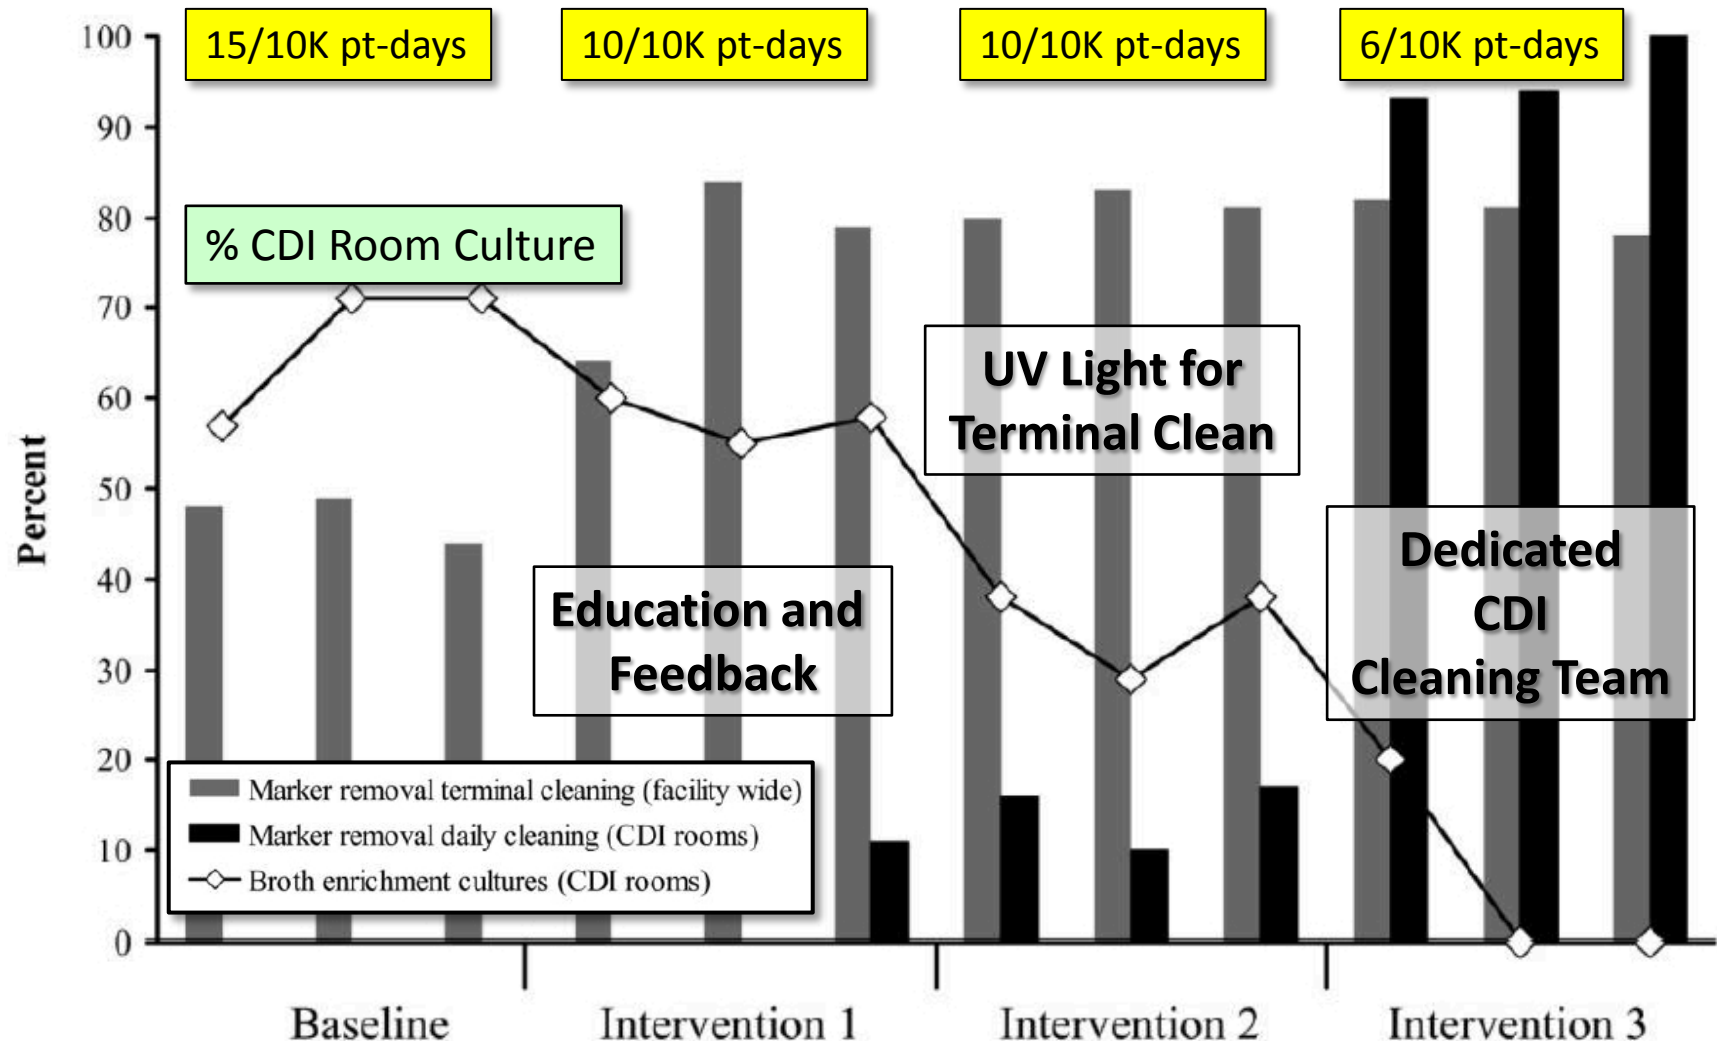 15/10K pt-days
10/10K pt-days
10/10K pt-days
6/10K pt-days
100
90
80
70
60
50
40
30
20
10
0
Percent
% CDI Room Culture
UV Light for
Terminal Clean
Education and
Feedback
Dedicated
CDI
Cleaning Team
Marker removal terminal cleaning (facility wide)
Marker removal daily cleaning (CDI rooms)
Broth enrichment cultures (CDI rooms)
Baseline
Intervention 1
Intervention 2
Intervention 3